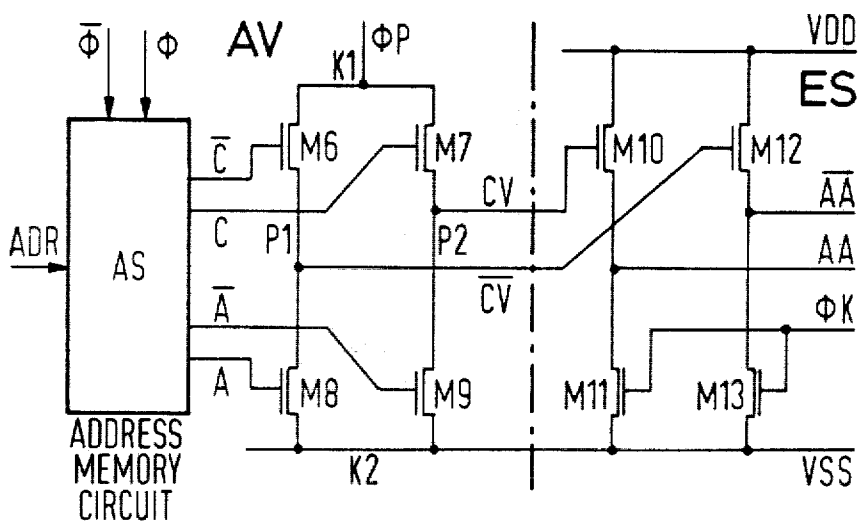 Φ̅ Φ AV ΦP VDD
K1 ES
C̅ M6 M7 M10 M12
CV A̅A̅
C P1 P2
ADR AS AA
C̅V̅
A̅ ΦK
A M8 M9 M11 M13
ADDRESS
MEMORY
CIRCUIT
K2 VSS